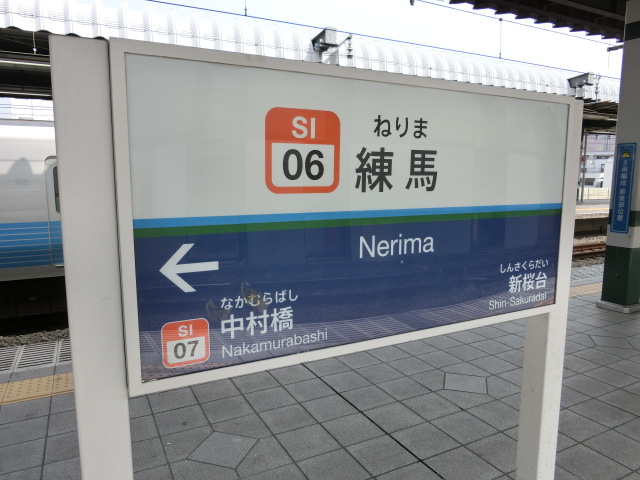 SI
06
ねりま
練馬
Nerima
←
なかむらばし
SI
07
中村橋
Nakamurabashi
しんさくらだい
新桜台
Shin-Sakuradai